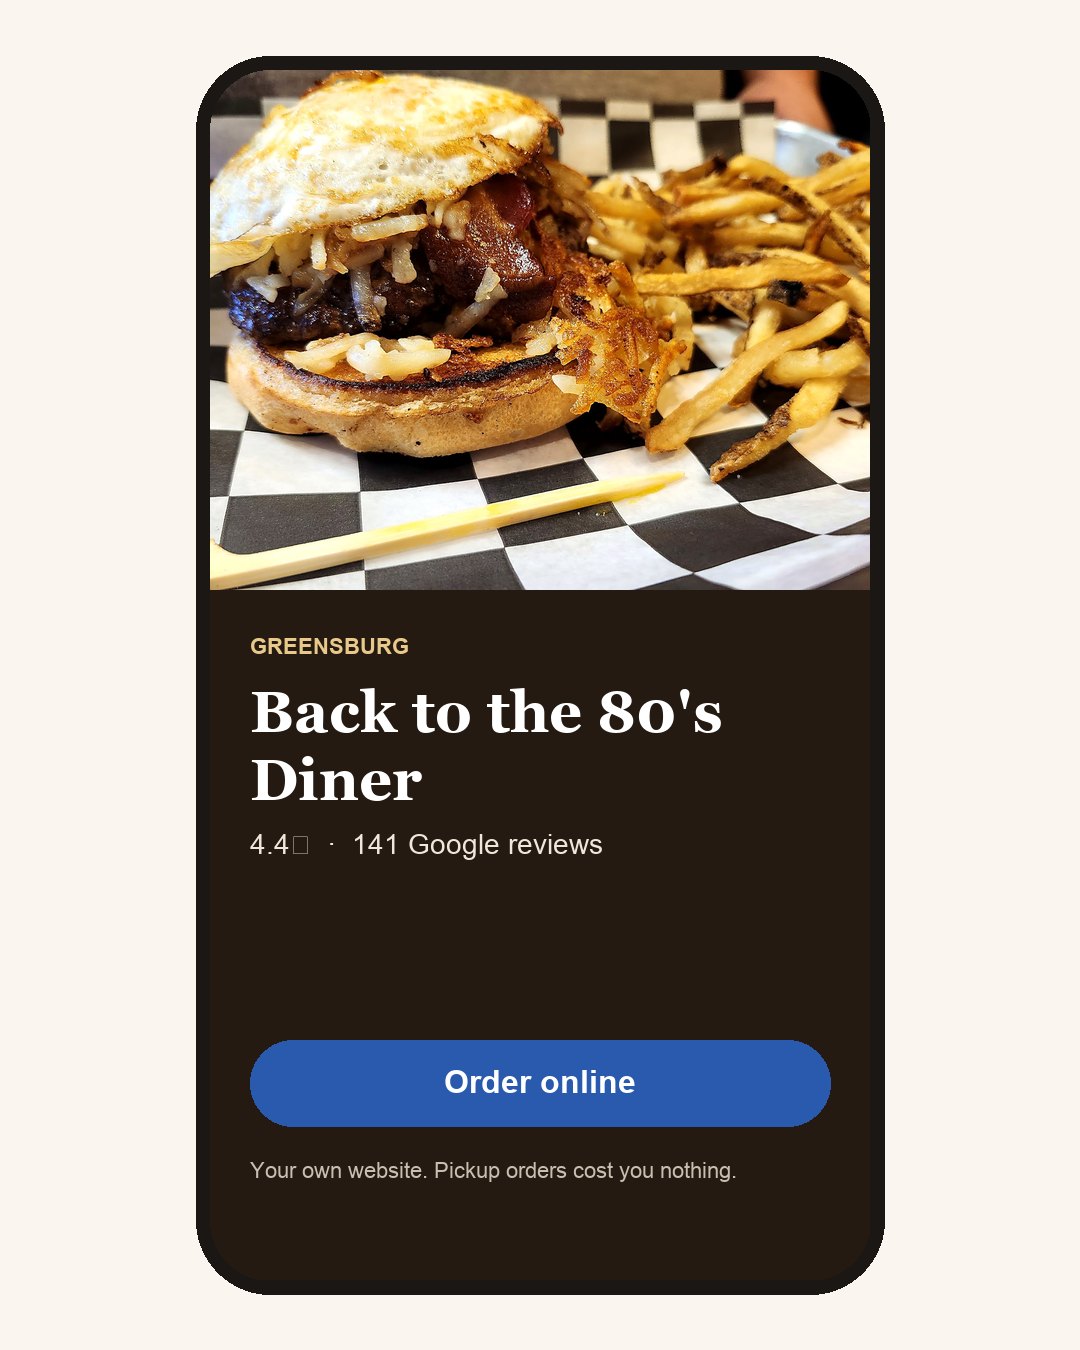 GREENSBURG
Back to the 80's
Diner
4.4□ · 141 Google reviews
Order online
Your own website. Pickup orders cost you nothing.